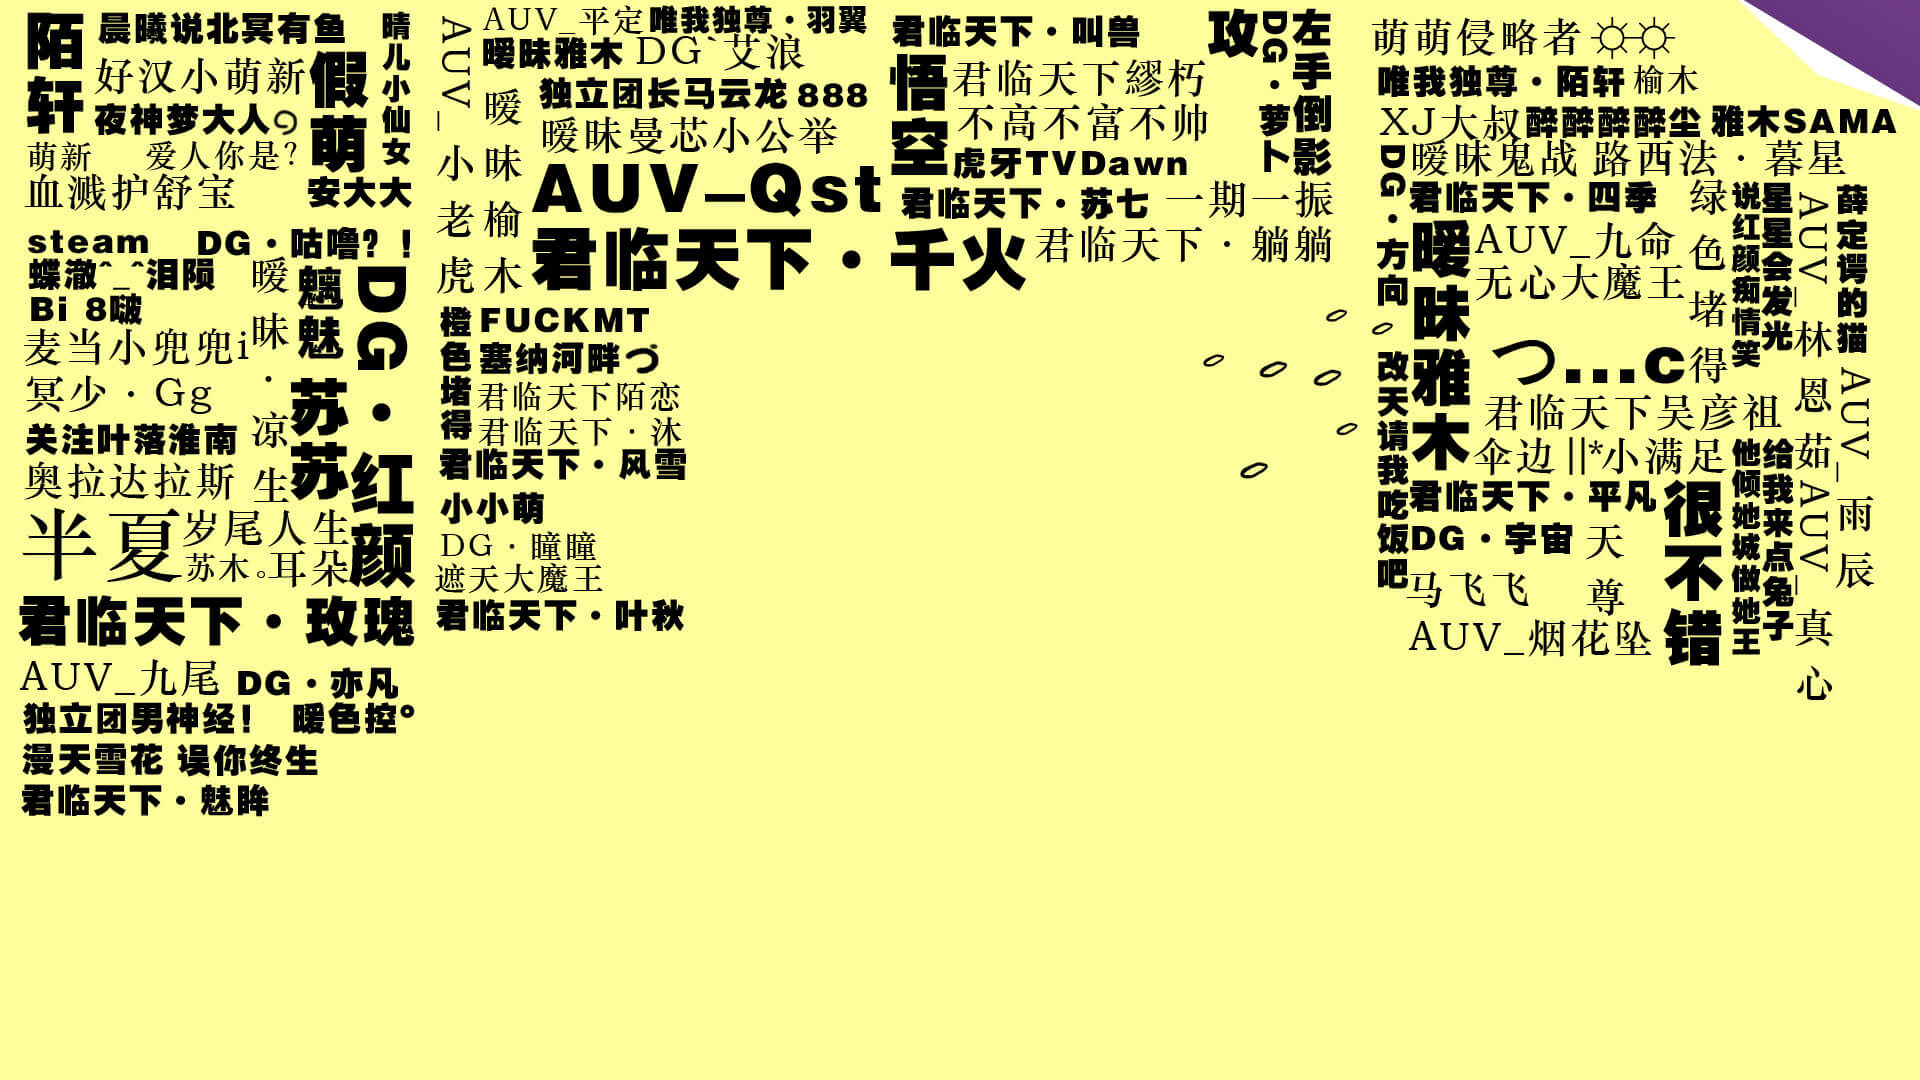 陌轩
晨曦说北冥有鱼
好汉小萌新
夜神梦大人
萌新
爱人你是?
血溅护舒宝
假萌
晴儿小仙女
安大大
steam
DG·咕噜？！
蝶澈^_^泪陨
Bi 8啵
麦当小兜兜i
冥少·Gg
关注叶落淮南
奥拉达拉斯
暖昧·凉生
魑魅
苏苏
DG·红颜
半夏
岁尾人生
苏木。
耳朵
君临天下·玫瑰
AUV_九尾
DG·亦凡
独立团男神经！
暖色控°
漫天雪花
误你终生
君临天下·魅眸
AUV_小老虎
AUV_平定
唯我独尊·羽翼
暖昧雅木
DG`艾浪
暖昧榆木
独立团长马云龙888
暖昧曼芯小公举
AUV–Qst
君临天下·千火
橙色堵得
FUCKMT
塞纳河畔づ
君临天下陌恋
君临天下·沐
君临天下·风雪
小小萌
DG·瞳瞳
遮天大魔王
君临天下·叶秋
君临天下·叫兽
悟空
君临天下繆朽
不高不富不帅
虎牙TVDawn
君临天下·苏七
一期一振
君临天下·躺躺
攻
DG·萝卜
左手倒影
萌萌侵略者☼☼
唯我独尊·陌轩
榆木
XJ大叔
醉醉醉醉尘
雅木SAMA
DG·方向
暖昧鬼战
路西法·暮星
君临天下·四季
暖昧雅木
AUV_九命
无心大魔王
つ...c
绿色堵得
说红颜痴情笑
星星会发光
AUV_林恩茹
薛定谔的猫
改天请我吃饭吧
君临天下吴彦祖
伞边||*小满足
君临天下·平凡
DG·宇宙
天尊
马飞飞
AUV_烟花坠
很不错
他倾她城做她王
给我来点兔子
AUV_真心
AUV_雨辰